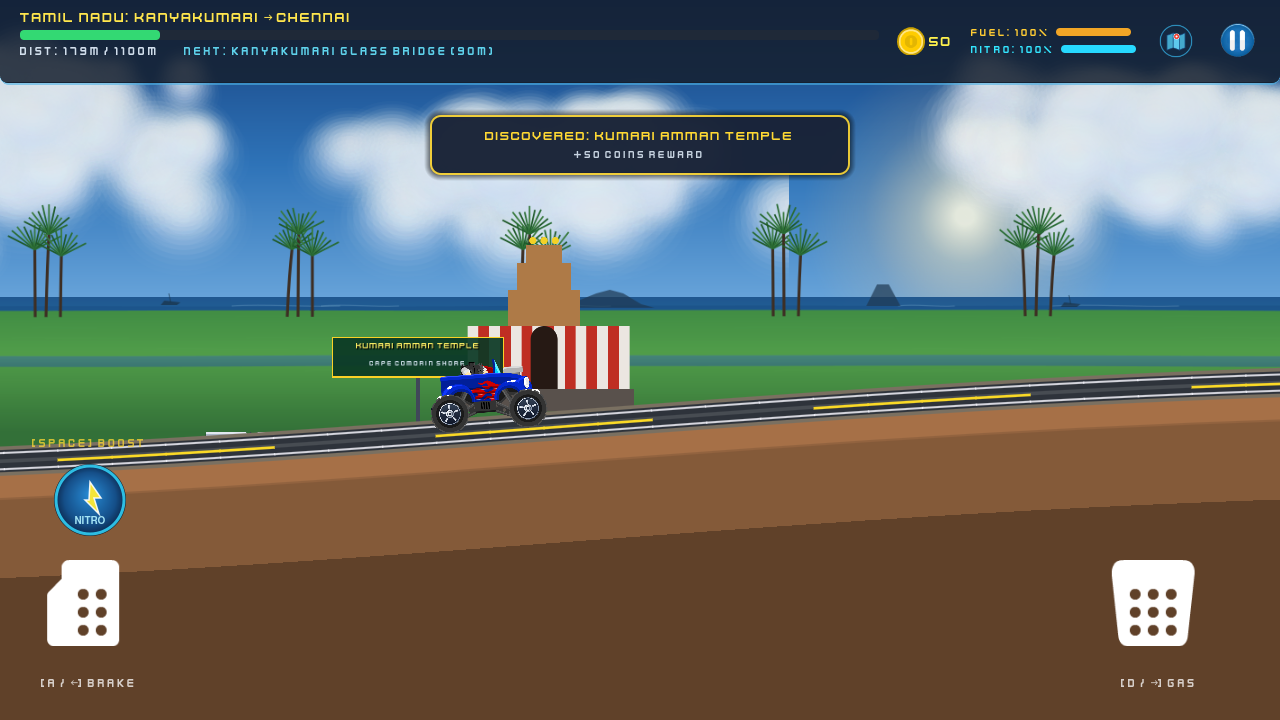 TAMIL NADU: KANYAKUMARI → CHENNAI
DIST: 179M / 1100M
NEXT: KANYAKUMARI GLASS BRIDGE (90M)
50
FUEL: 100%
NITRO: 100%
DISCOVERED: KUMARI AMMAN TEMPLE
+50 COINS REWARD
KUMARI AMMAN TEMPLE
CAPE COMORIN SHORE
[SPACE] BOOST
NITRO
[A / ←] BRAKE
[D / →] GAS